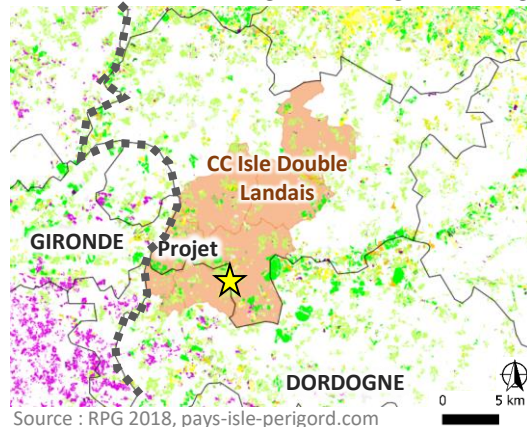 CC Isle Double
Landais
GIRONDE
Projet
DORDOGNE
N
0 5 km
Source : RPG 2018, pays-isle-perigord.com